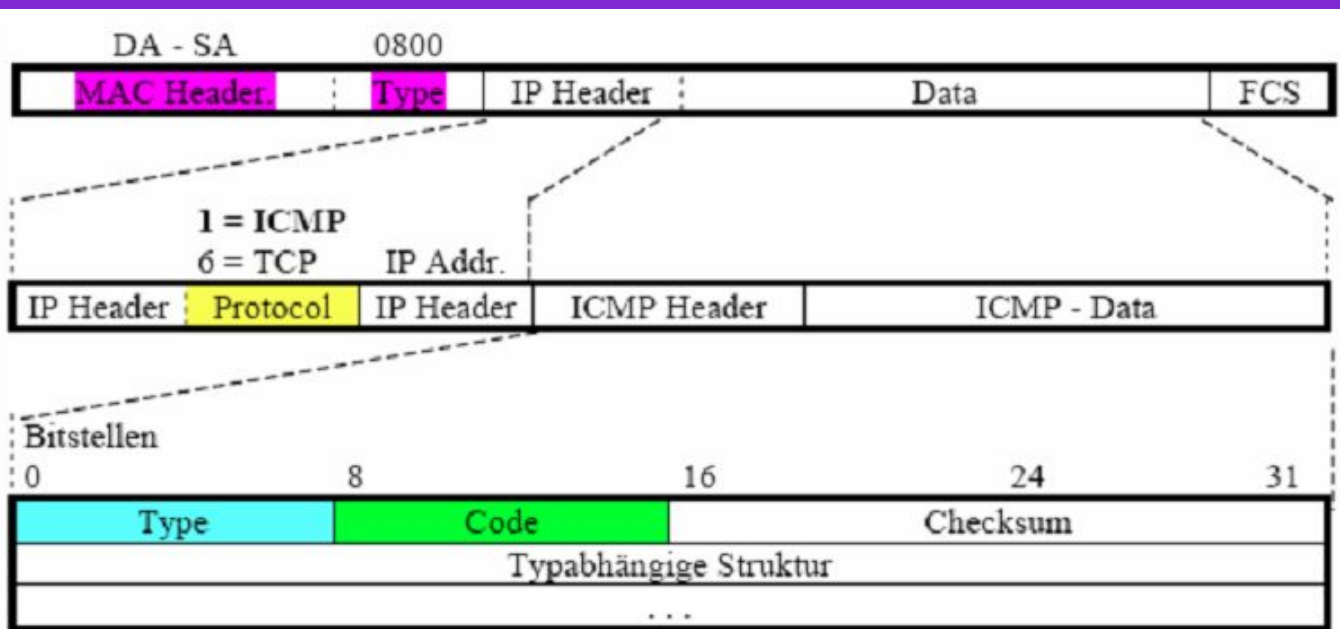 DA - SA 0800
MAC Header. Type IP Header Data FCS
1 = ICMP
6 = TCP IP Addr.
IP Header Protocol IP Header ICMP Header ICMP - Data
Bitstellen
0 8 16 24 31
Type Code Checksum
Typabhängige Struktur
. . .